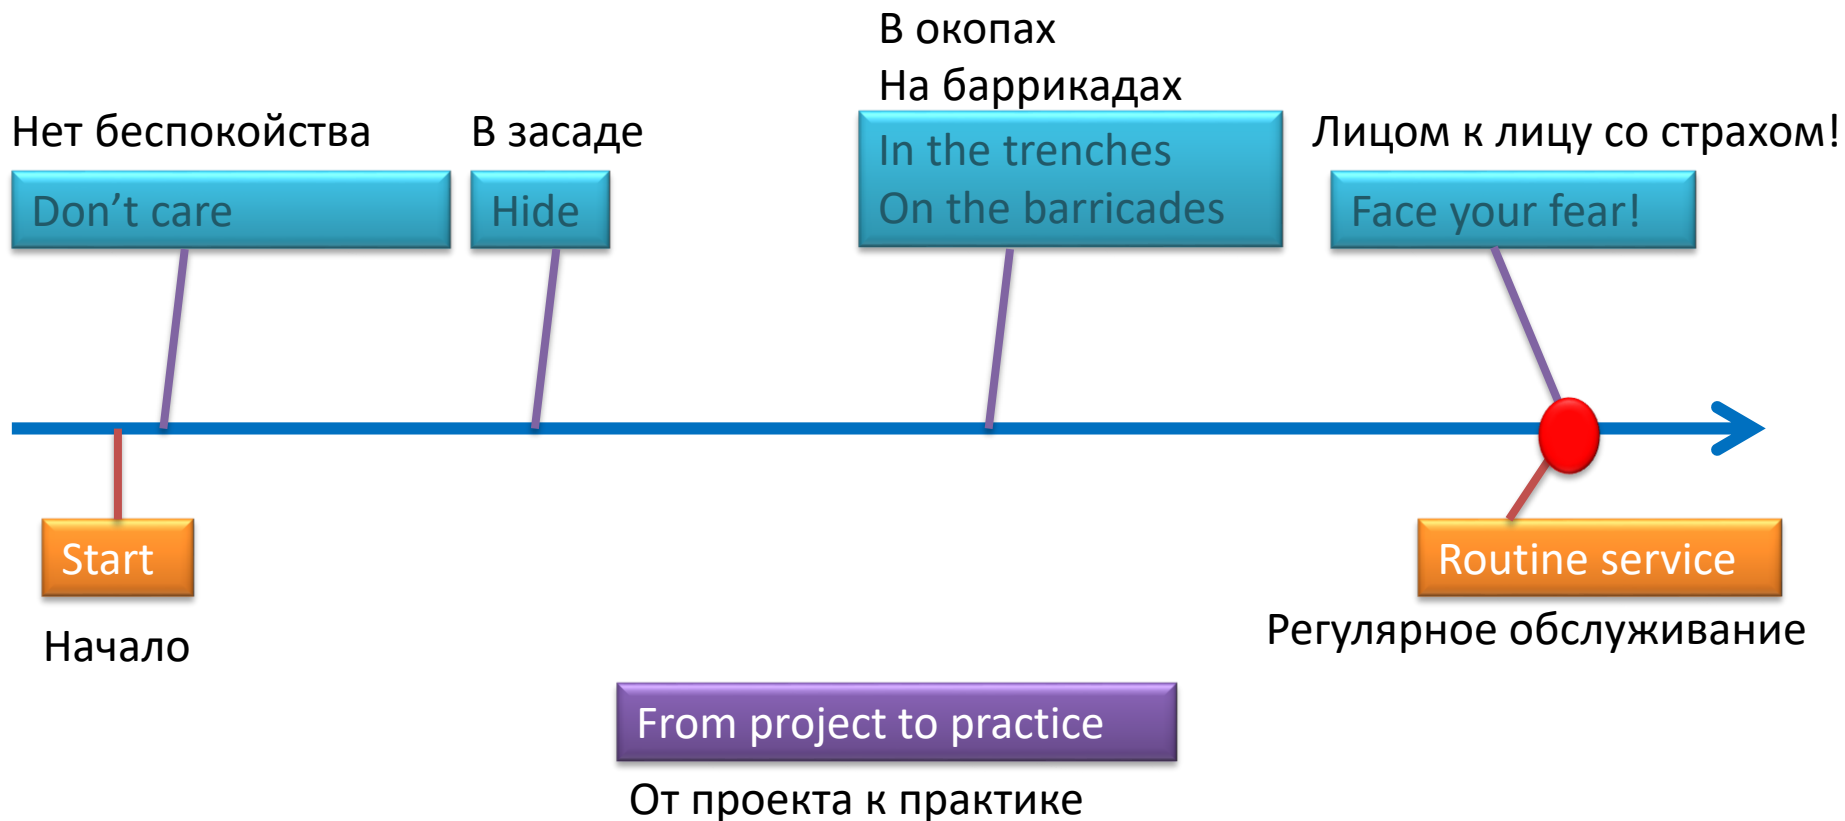 В окопах
На баррикадах
Нет беспокойства
В засаде
Лицом к лицу со страхом!
Don’t care
Hide
In the trenches
On the barricades
Face your fear!
Start
Routine service
Начало
Регулярное обслуживание
From project to practice
От проекта к практике